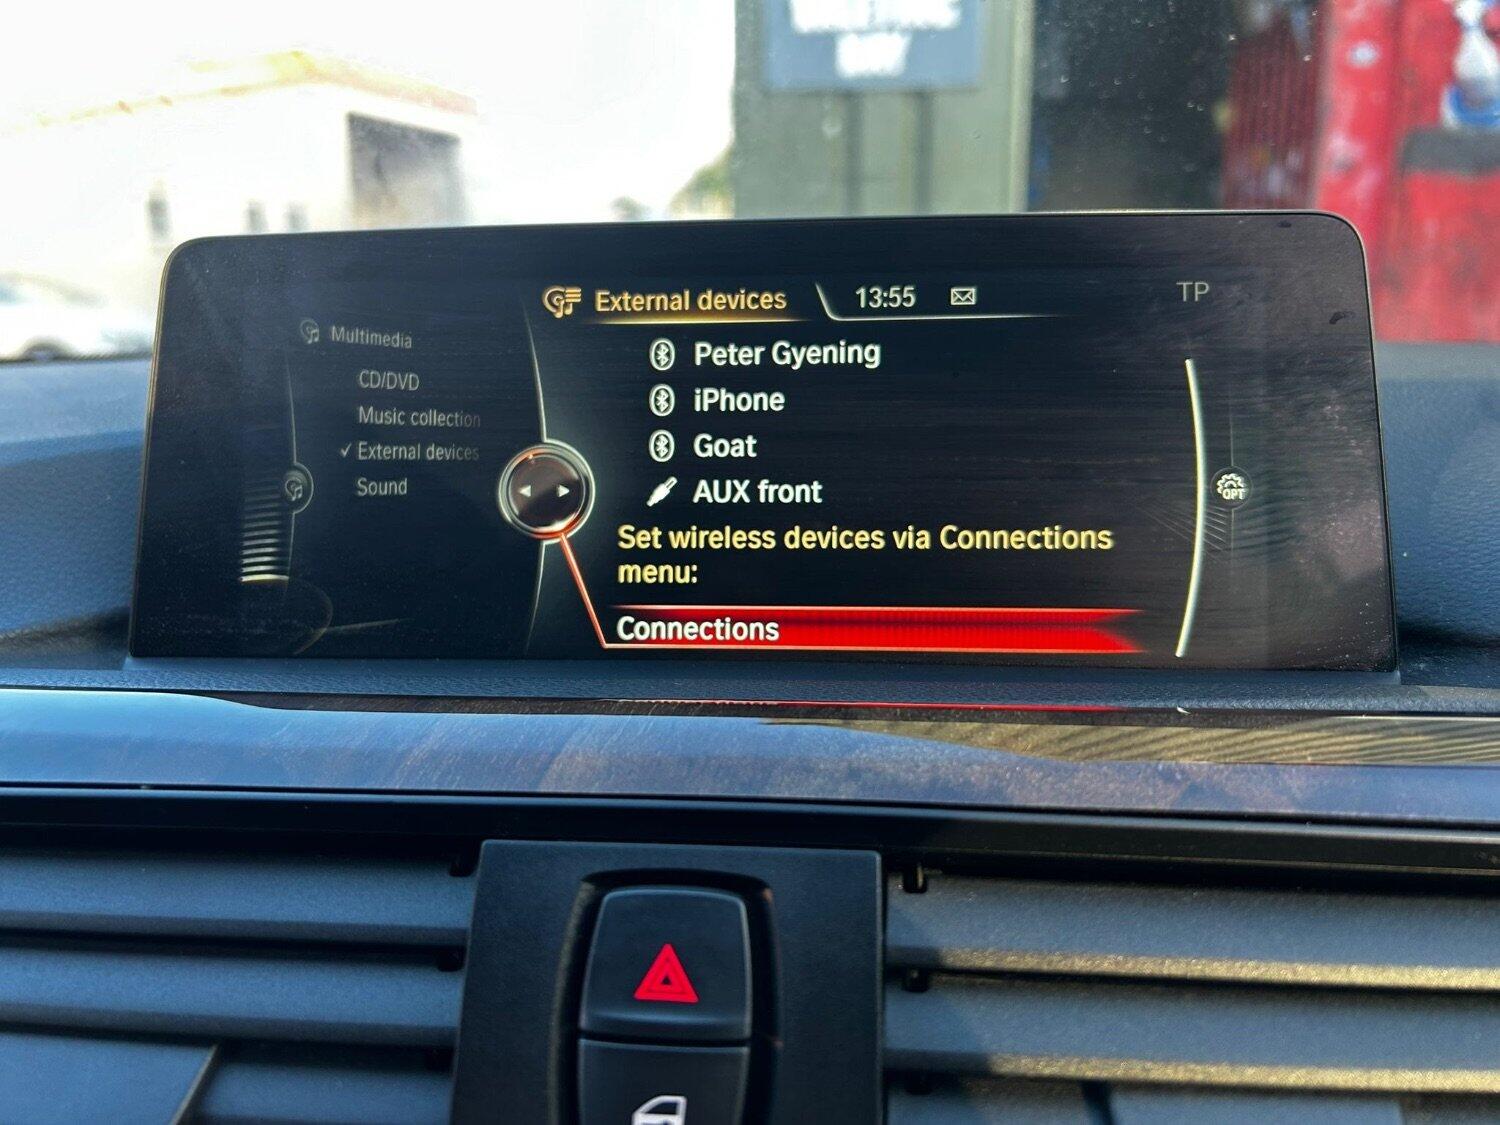 External devices
13:55
TP
Multimedia
CD/DVD
Music collection
External devices
Sound
Peter Gyening
iPhone
Goat
AUX front
Set wireless devices via Connections
menu:
Connections
OPT